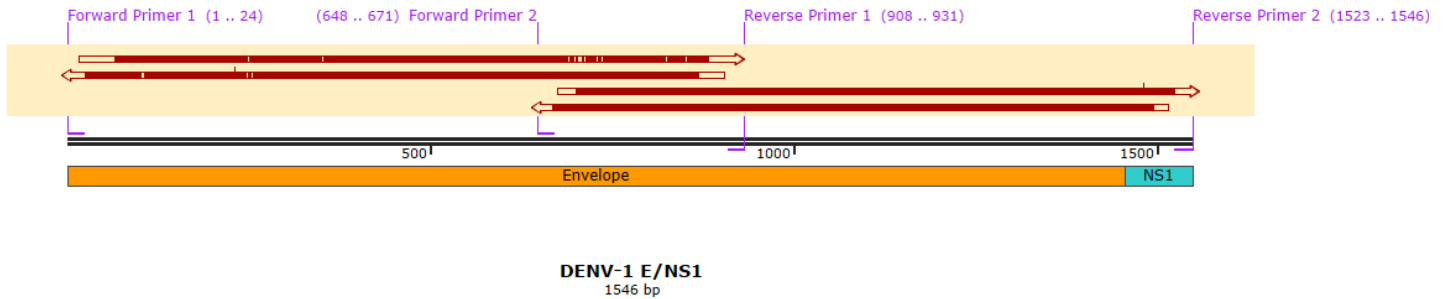 Forward Primer 1 (1 .. 24) (648 .. 671) Forward Primer 2 Reverse Primer 1 (908 .. 931) Reverse Primer 2 (1523 .. 1546)
500 1000 1500
Envelope NS1
DENV-1 E/NS1
1546 bp